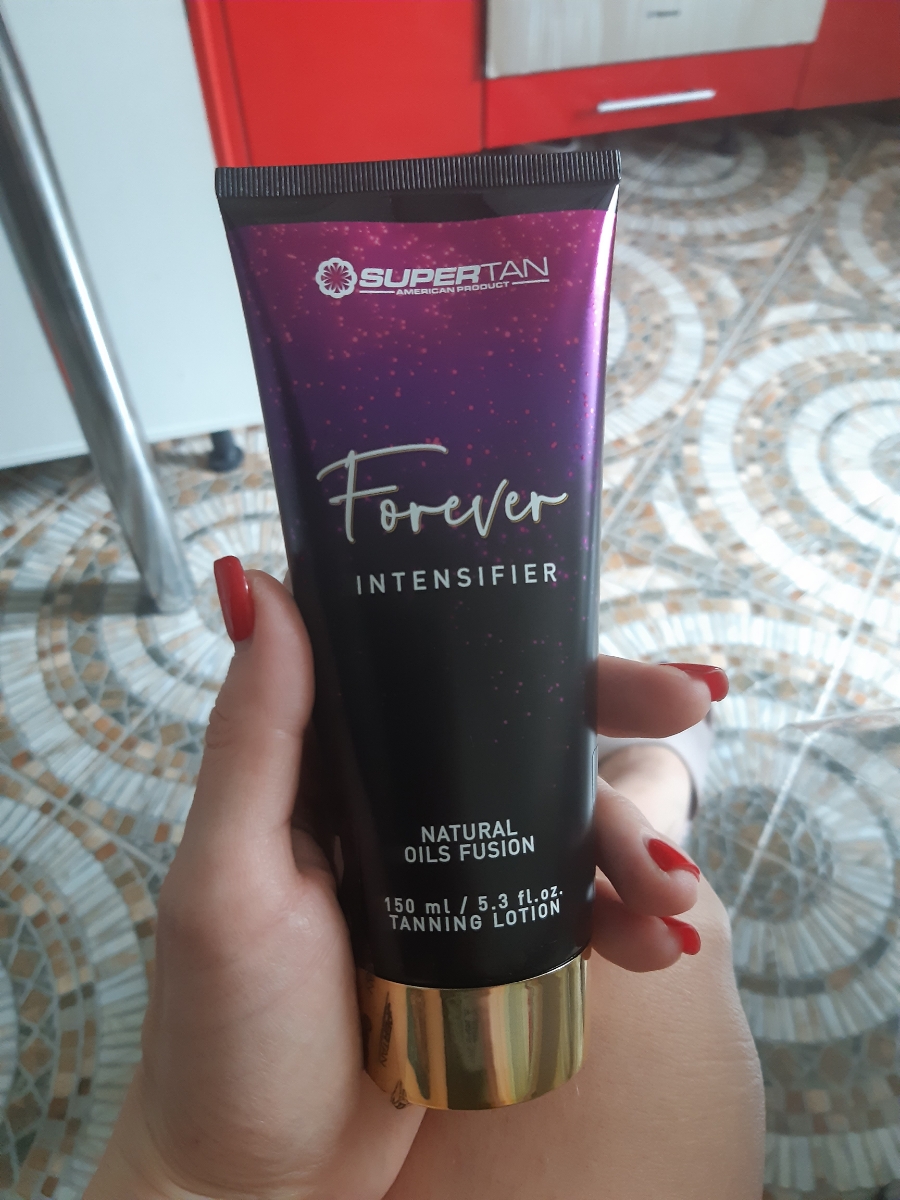 SUPERTAN
AMERICAN PRODUCT
Forever
INTENSIFIER
NATURAL
OILS FUSION
150 ml / 5.3 fl.oz.
TANNING LOTION